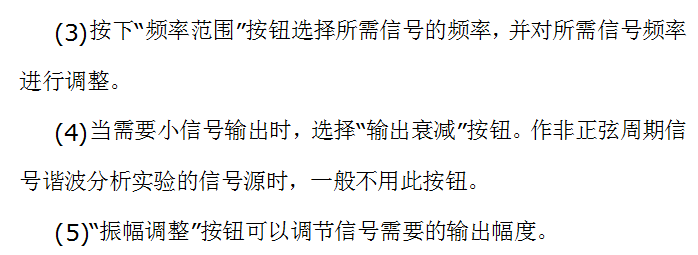 (3)按下“频率范围”按钮选择所需信号的频率,并对所需信号频率
进行调整。
(4)当需要小信号输出时，选择“输出衰减”按钮。作非正弦周期信
号谐波分析实验的信号源时，一般不用此按钮。
(5)“振幅调整”按钮可以调节信号需要的输出幅度。